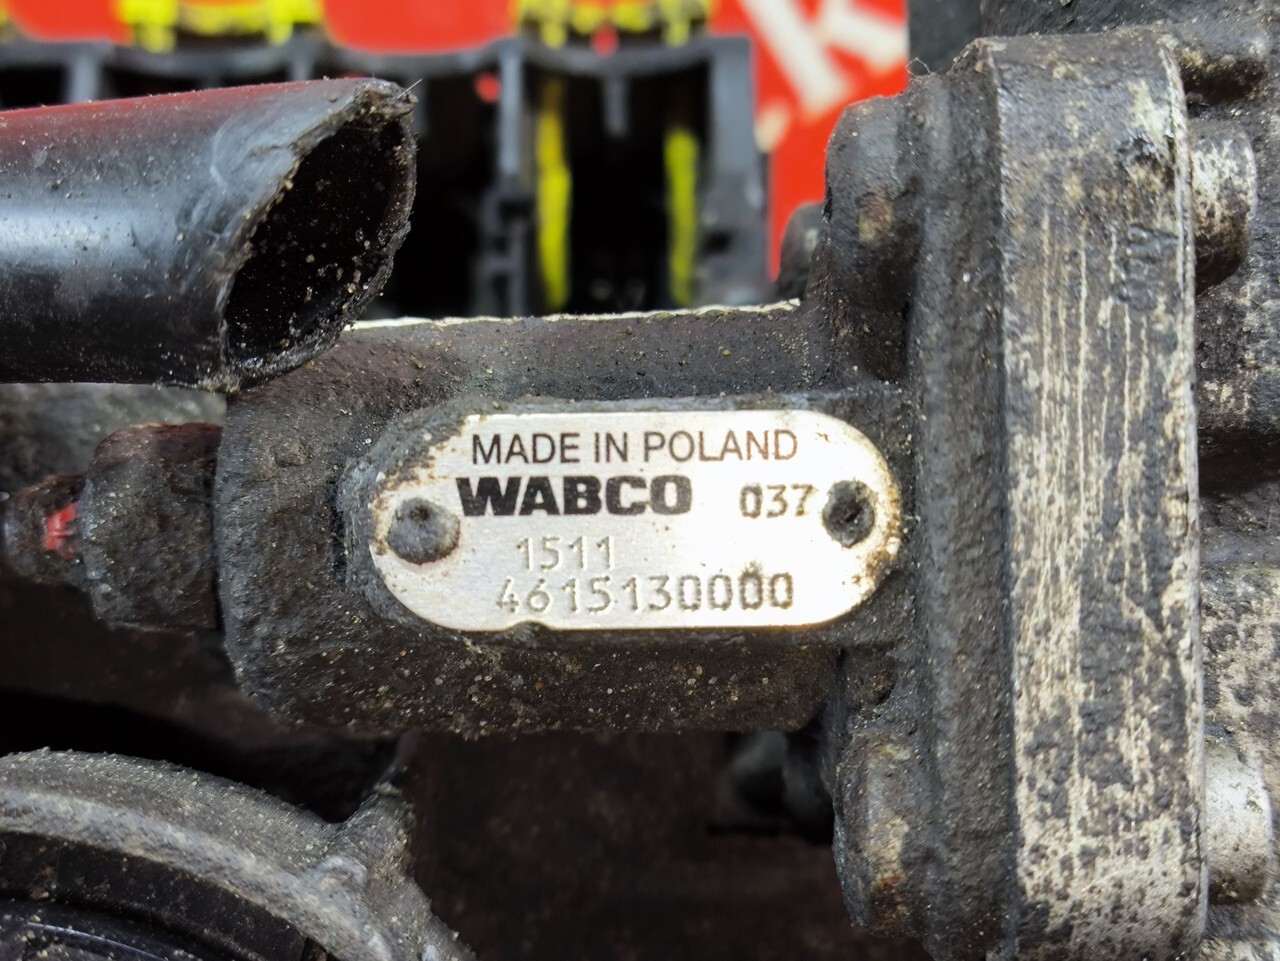 MADE IN POLAND
WABCO 037
1511
4615130000